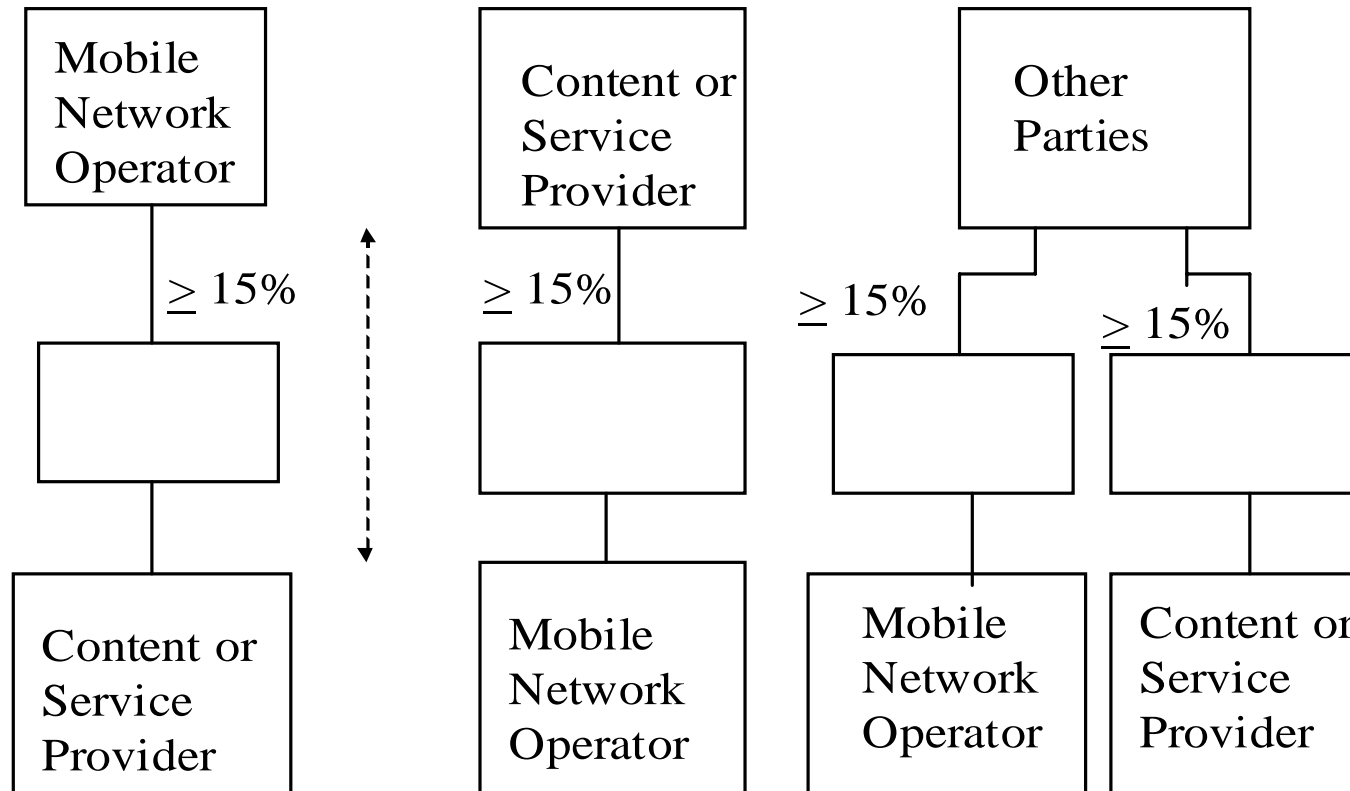 Mobile
Network
Operator
Content or
Service
Provider
Other
Parties
≥ 15%
≥ 15%
≥ 15%
≥ 15%
Content or
Service
Provider
Mobile
Network
Operator
Mobile
Network
Operator
Content or
Service
Provider